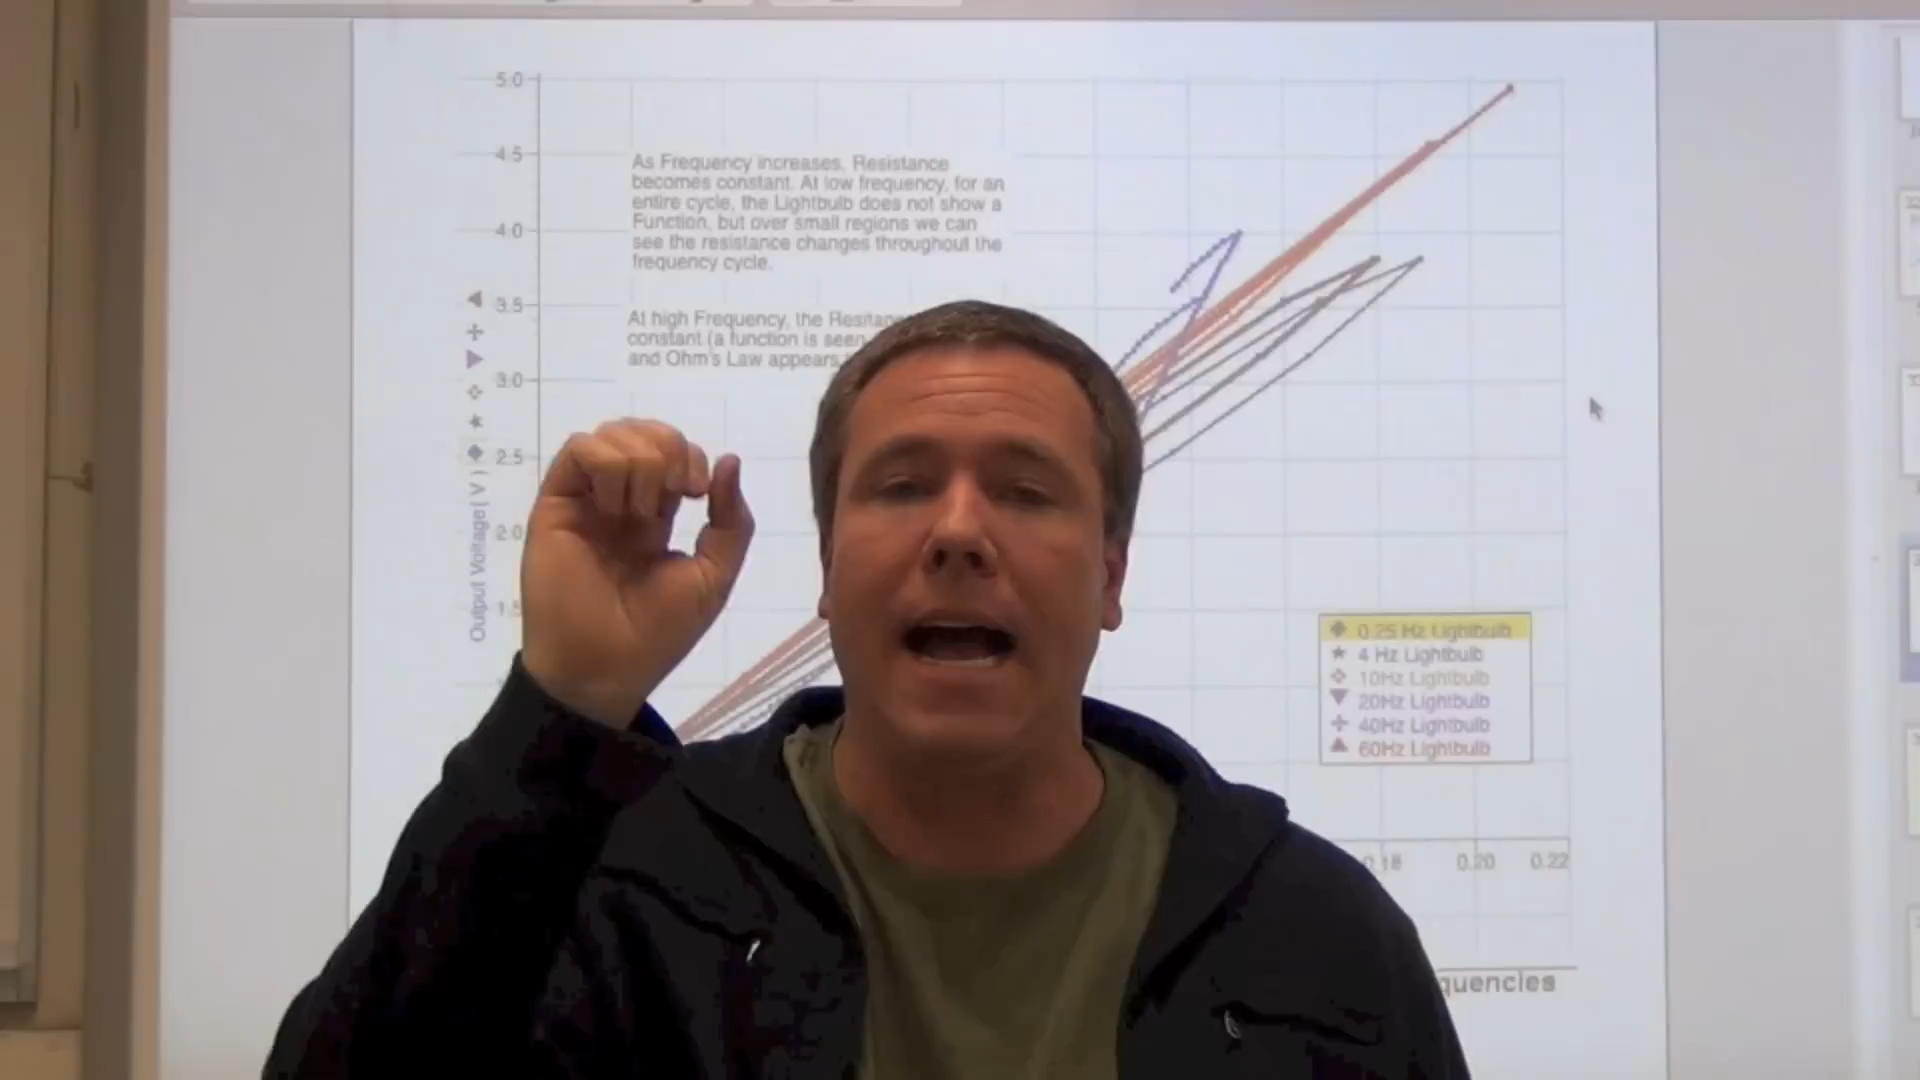 5.0
4.5
As Frequency increases, Resistance
becomes constant. At low frequency, for an
entire cycle, the Lightbulb does not show a
Function, but over small regions we can
see the resistance changes throughout the
frequency cycle.
4.0
3.5
At high Frequency, the
constant (a function is seen
and Ohm's Law appears
3.0
2.5
2.0
1.5
Output Voltage( V )
0.25 Hz Lightbulb
4 Hz Lightbulb
10Hz Lightbulb
20Hz Lightbulb
40Hz Lightbulb
60Hz Lightbulb
0.18 0.20 0.22
quencies